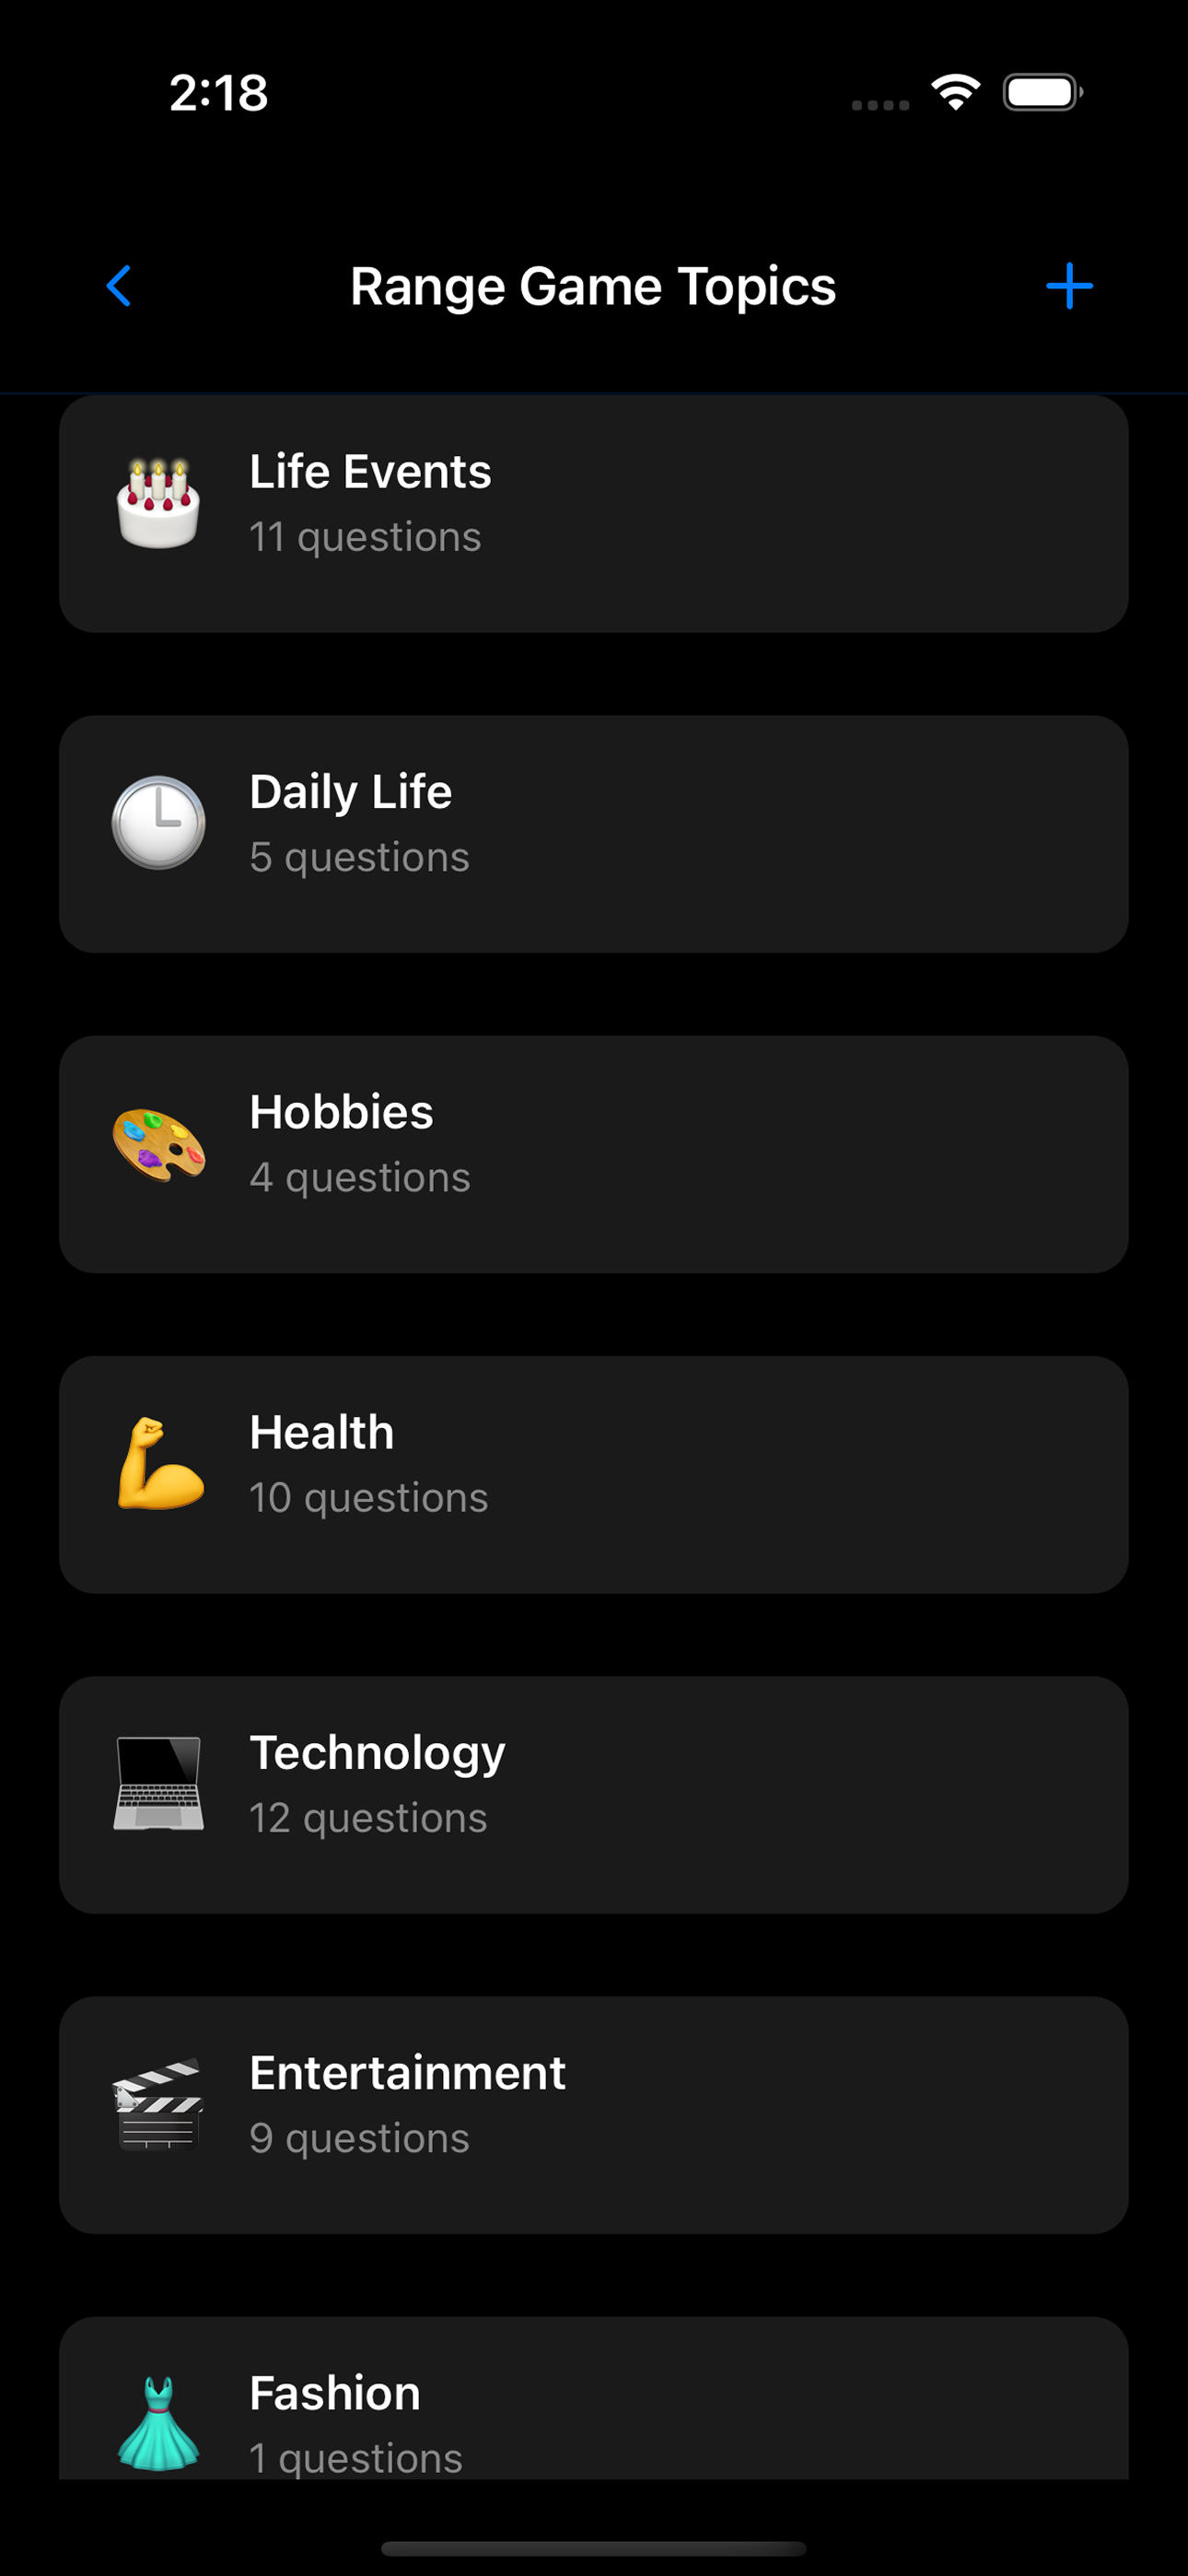 2:18
Range Game Topics
Life Events
11 questions
Daily Life
5 questions
Hobbies
4 questions
Health
10 questions
Technology
12 questions
Entertainment
9 questions
Fashion
1 questions